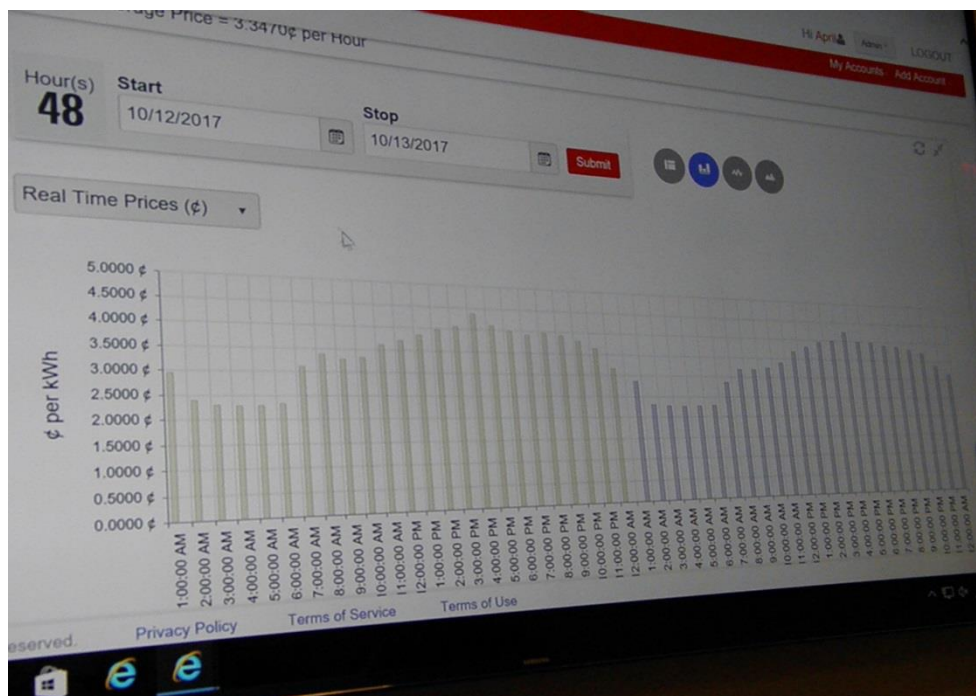 age Price = 3.3470¢ per Hour
Hi April Admin LOGOUT
My Accounts Add Account
Hour(s)
48
Start
10/12/2017
Stop
10/13/2017
Submit
Real Time Prices (¢)
5.0000 ¢
4.5000 ¢
4.0000 ¢
3.5000 ¢
3.0000 ¢
2.5000 ¢
2.0000 ¢
1.5000 ¢
1.0000 ¢
0.5000 ¢
0.0000 ¢
¢ per kWh
1:00:00 AM
2:00:00 AM
3:00:00 AM
4:00:00 AM
5:00:00 AM
6:00:00 AM
7:00:00 AM
8:00:00 AM
9:00:00 AM
10:00:00 AM
11:00:00 AM
12:00:00 PM
1:00:00 PM
2:00:00 PM
3:00:00 PM
4:00:00 PM
5:00:00 PM
6:00:00 PM
7:00:00 PM
8:00:00 PM
9:00:00 PM
10:00:00 PM
11:00:00 PM
12:00:00 AM
1:00:00 AM
2:00:00 AM
3:00:00 AM
4:00:00 AM
5:00:00 AM
6:00:00 AM
7:00:00 AM
8:00:00 AM
9:00:00 AM
10:00:00 AM
11:00:00 AM
12:00:00 PM
1:00:00 PM
2:00:00 PM
3:00:00 PM
4:00:00 PM
5:00:00 PM
6:00:00 PM
7:00:00 PM
8:00:00 PM
9:00:00 PM
10:00:00 PM
11:00:00 PM
12:00:00 AM
eserved.
Privacy Policy
Terms of Service
Terms of Use